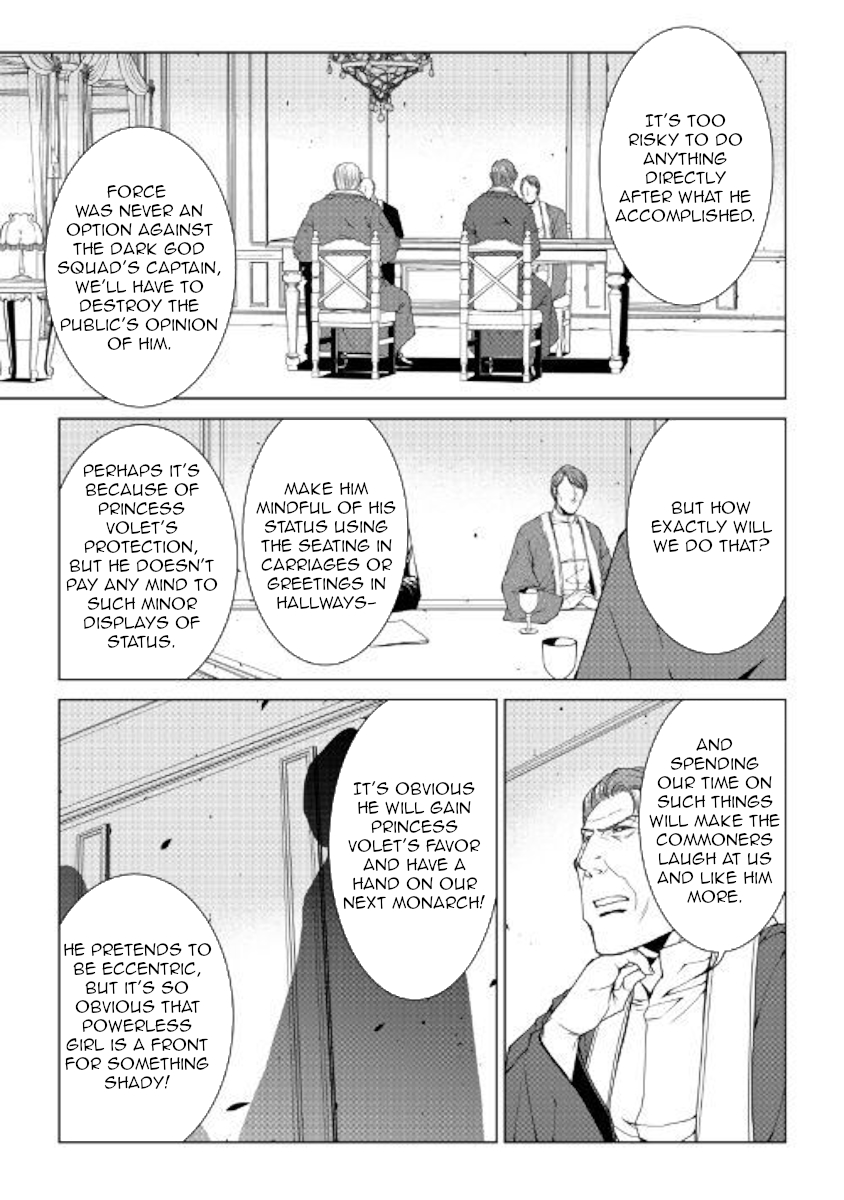 IT'S TOO
RISKY TO DO
ANYTHING
DIRECTLY
AFTER WHAT HE
ACCOMPLISHED.
FORCE
WAS NEVER AN
OPTION AGAINST
THE DARK GOD
SQUAD'S CAPTAIN,
WE'LL HAVE TO
DESTROY THE
PUBLIC'S OPINION
OF HIM.
BUT HOW
EXACTLY WILL
WE DO THAT?
MAKE HIM
MINDFUL OF HIS
STATUS USING
THE SEATING IN
CARRIAGES OR
GREETINGS IN
HALLWAYS-
PERHAPS IT'S
BECAUSE OF
PRINCESS
VOLET'S
PROTECTION,
BUT HE DOESN'T
PAY ANY MIND TO
SUCH MINOR
DISPLAYS OF
STATUS.
AND
SPENDING
OUR TIME ON
SUCH THINGS
WILL MAKE THE
COMMONERS
LAUGH AT US
AND LIKE HIM
MORE.
IT'S OBVIOUS
HE WILL GAIN
PRINCESS
VOLET'S FAVOR
AND HAVE A
HAND ON OUR
NEXT MONARCH!
HE PRETENDS TO
BE ECCENTRIC,
BUT IT'S SO
OBVIOUS THAT
POWERLESS
GIRL IS A FRONT
FOR SOMETHING
SHADY!